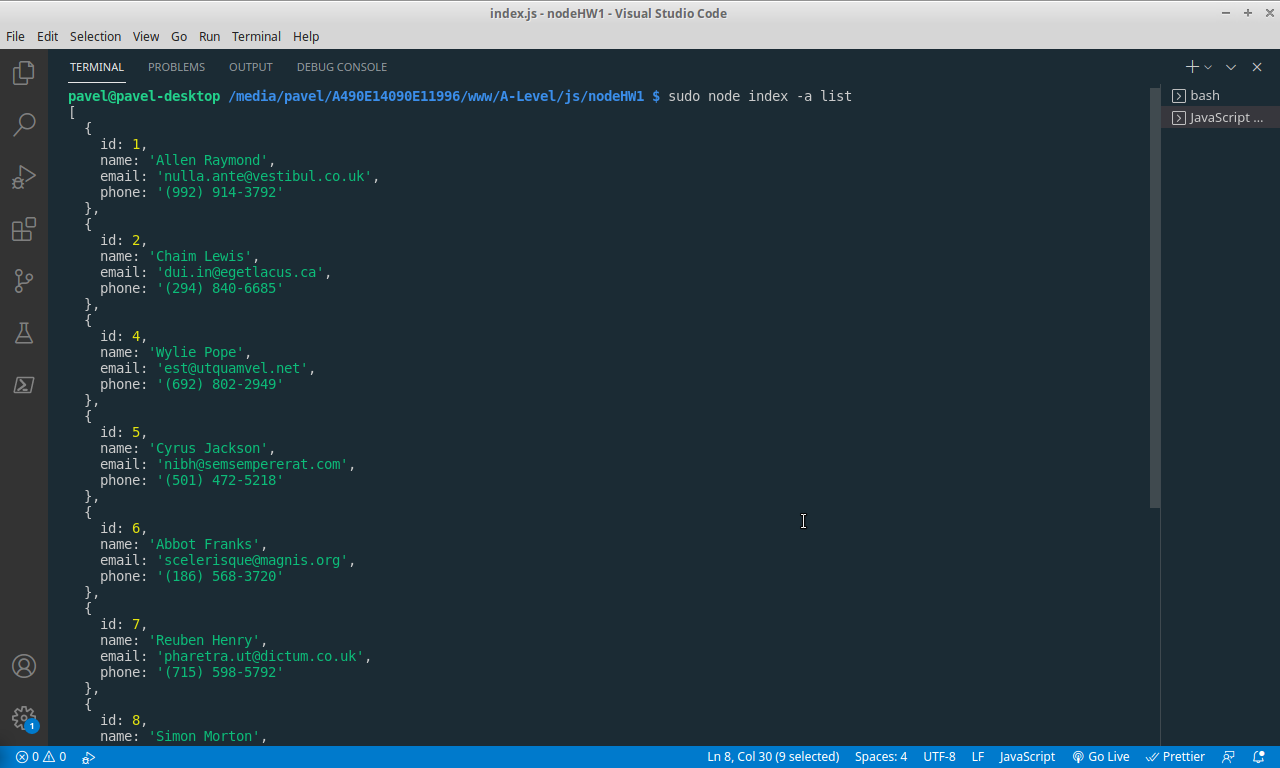 index.js - nodeHW1 - Visual Studio Code
File Edit Selection View Go Run Terminal Help
TERMINAL PROBLEMS OUTPUT DEBUG CONSOLE
pavel@pavel-desktop /media/pavel/A490E14090E11996/www/A-Level/js/nodeHW1 $ sudo node index -a list
[
{
id: 1,
name: 'Allen Raymond',
email: 'nulla.ante@vestibul.co.uk',
phone: '(992) 914-3792'
},
{
id: 2,
name: 'Chaim Lewis',
email: 'dui.in@egetlacus.ca',
phone: '(294) 840-6685'
},
{
id: 4,
name: 'Wylie Pope',
email: 'est@utquamvel.net',
phone: '(692) 802-2949'
},
{
id: 5,
name: 'Cyrus Jackson',
email: 'nibh@semsempererat.com',
phone: '(501) 472-5218'
},
{
id: 6,
name: 'Abbot Franks',
email: 'scelerisque@magnis.org',
phone: '(186) 568-3720'
},
{
id: 7,
name: 'Reuben Henry',
email: 'pharetra.ut@dictum.co.uk',
phone: '(715) 598-5792'
},
{
id: 8,
name: 'Simon Morton',
bash
JavaScript ...
1
0 0 Ln 8, Col 30 (9 selected) Spaces: 4 UTF-8 LF JavaScript Go Live Prettier